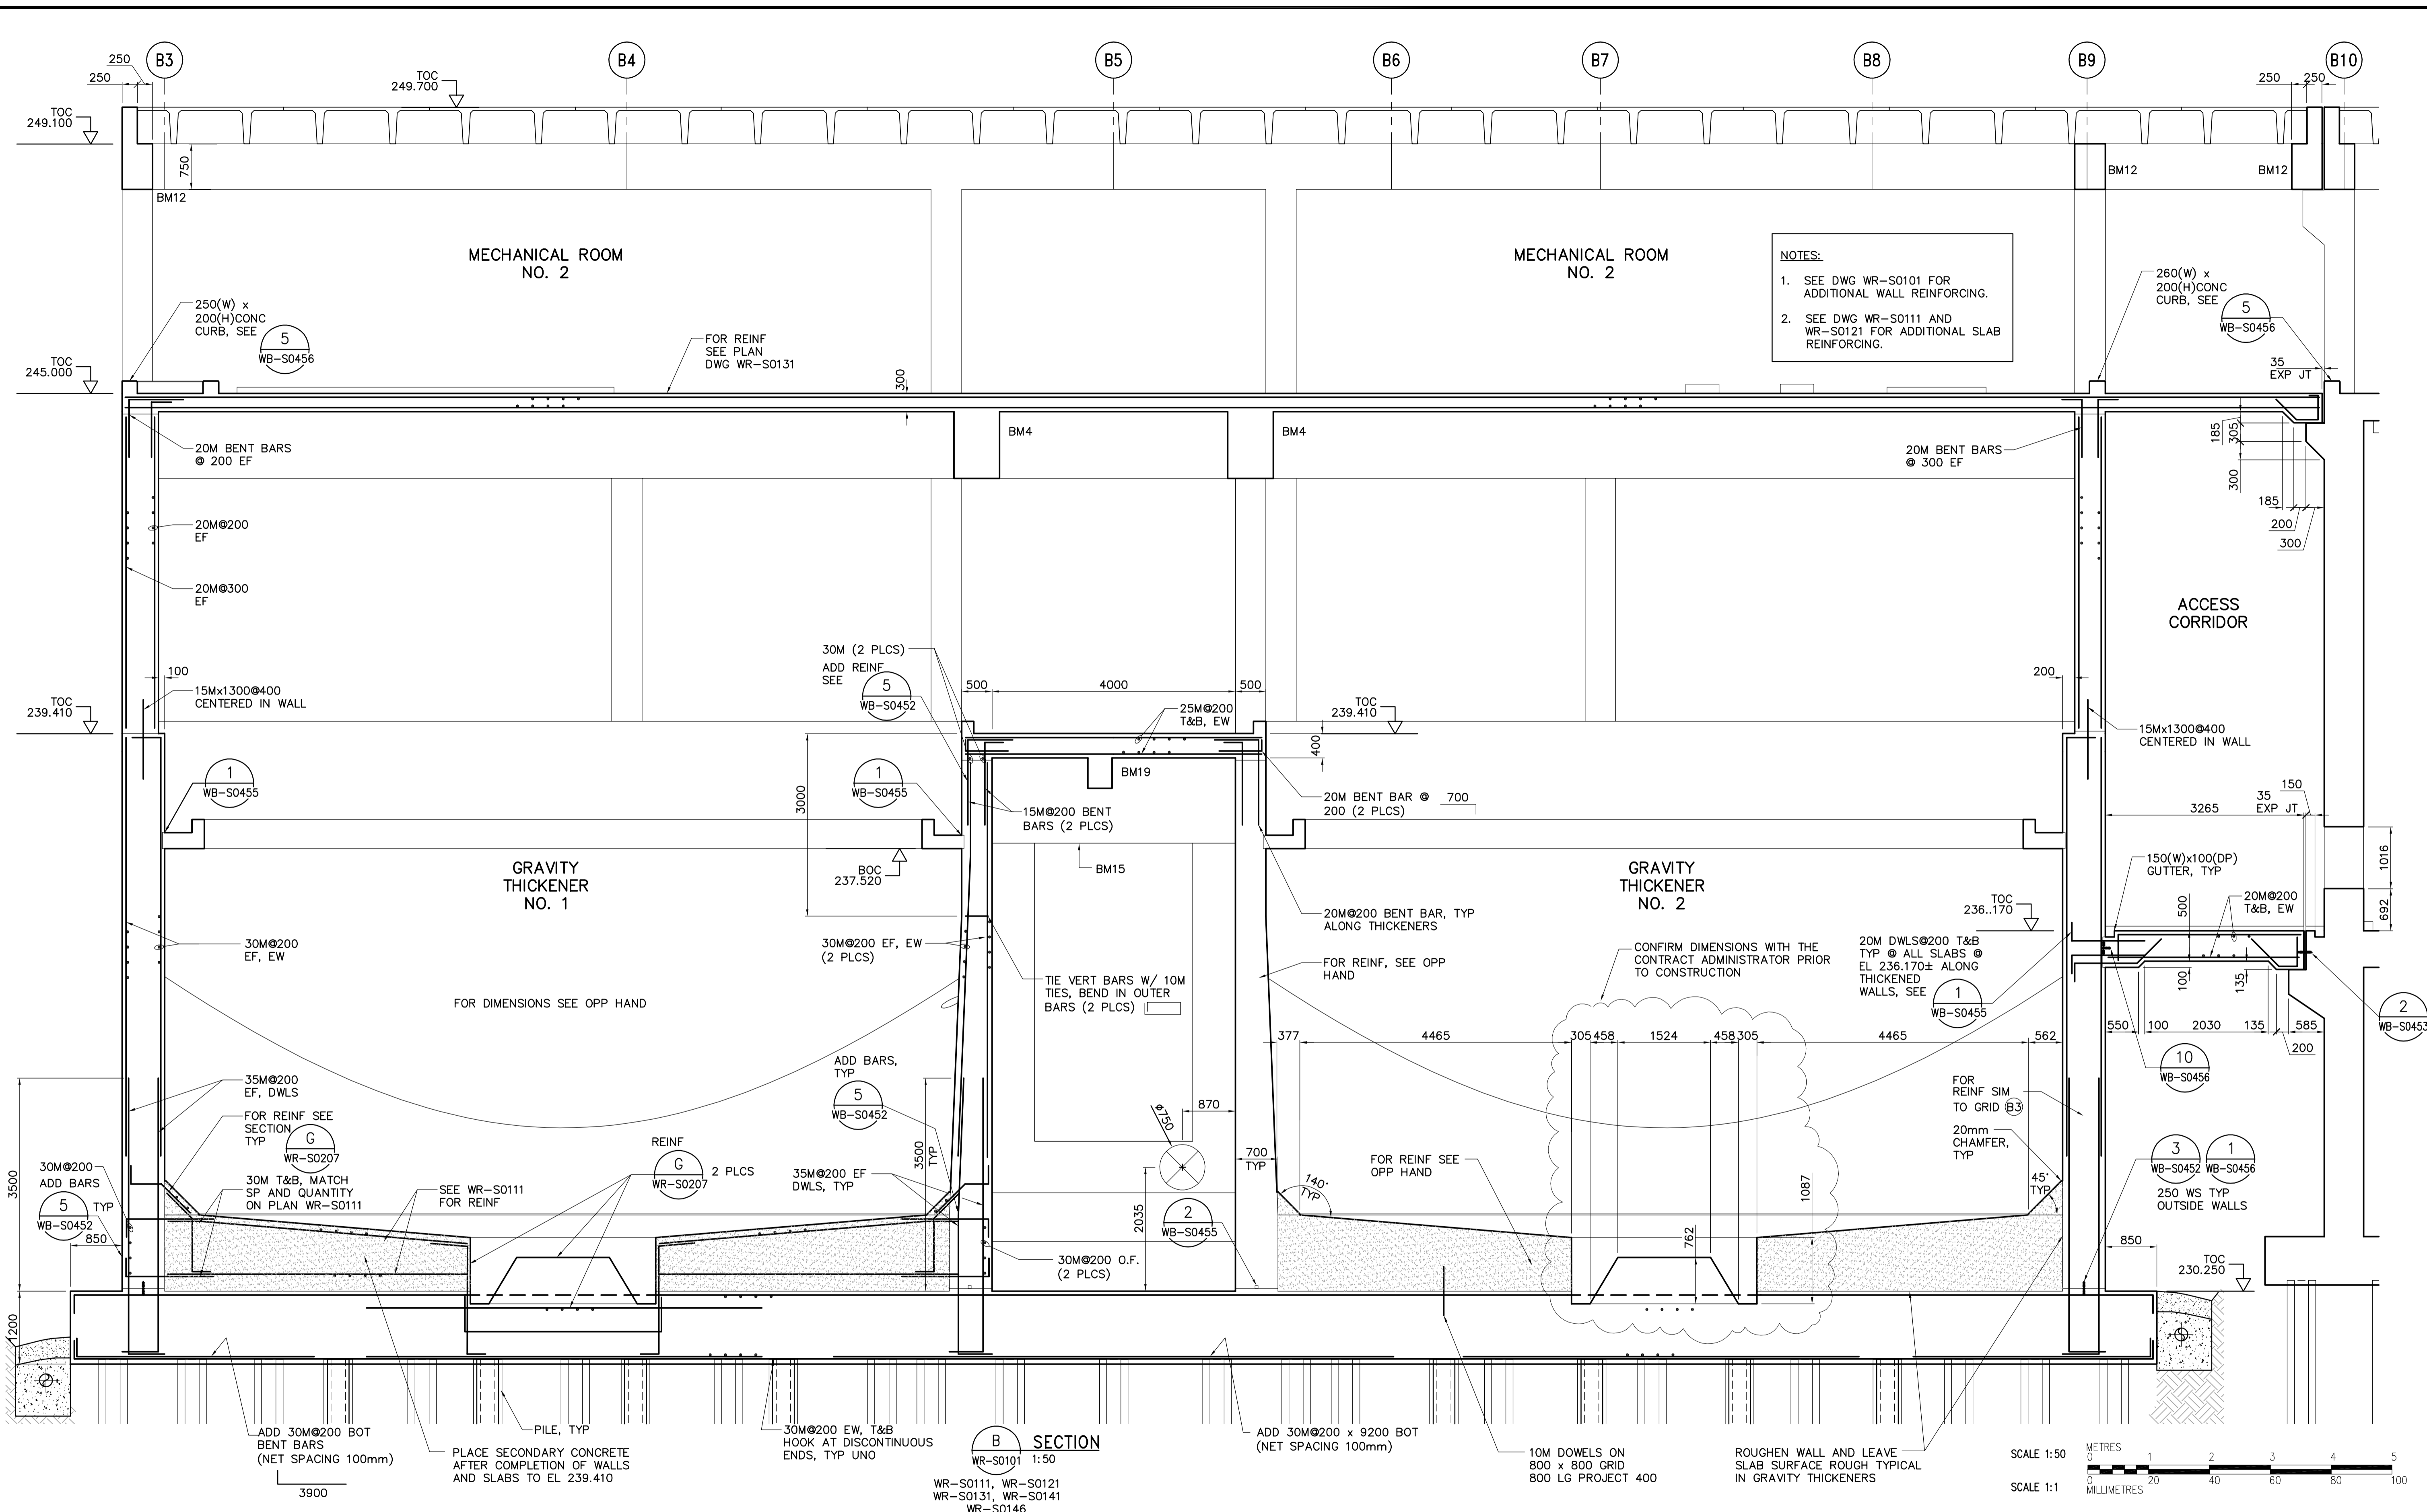 B3
B4
B5
B6
B7
B8
B9
B10
250
250
TOC
249.700
250
250
TOC
249.100
750
BM12
BM12
BM12
MECHANICAL ROOM
NO. 2
MECHANICAL ROOM
NO. 2
NOTES:
1. SEE DWG WR-S0101 FOR
ADDITIONAL WALL REINFORCING.
2. SEE DWG WR-S0111 AND
WR-S0121 FOR ADDITIONAL SLAB
REINFORCING.
250(W) x
200(H)CONC
CURB, SEE
5
WB-S0456
260(W) x
200(H)CONC
CURB, SEE
5
WB-S0456
FOR REINF
SEE PLAN
DWG WR-S0131
TOC
245.000
300
35
EXP JT
BM4
BM4
20M BENT BARS
@ 200 EF
20M BENT BARS
@ 300 EF
185
305
300
185
200
300
20M@200
EF
20M@300
EF
ACCESS
CORRIDOR
100
15Mx1300@400
CENTERED IN WALL
30M (2 PLCS)
ADD REINF
SEE
5
WB-S0452
500
4000
500
200
TOC
239.410
25M@200
T&B, EW
TOC
239.410
400
15Mx1300@400
CENTERED IN WALL
1
WB-S0455
1
WB-S0455
3000
BM19
20M BENT BAR @
200 (2 PLCS)
700
15M@200 BENT
BARS (2 PLCS)
150
35
EXP JT
3265
1016
692
GRAVITY
THICKENER
NO. 1
BOC
237.520
BM15
GRAVITY
THICKENER
NO. 2
150(W)x100(DP)
GUTTER, TYP
TOC
236..170
500
20M@200
T&B, EW
30M@200
EF, EW
30M@200 EF, EW
(2 PLCS)
20M@200 BENT BAR, TYP
ALONG THICKENERS
CONFIRM DIMENSIONS WITH THE
CONTRACT ADMINISTRATOR PRIOR
TO CONSTRUCTION
20M DWLS@200 T&B
TYP @ ALL SLABS @
EL 236.170± ALONG
THICKENED
WALLS, SEE
1
WB-S0455
FOR REINF, SEE OPP
HAND
TIE VERT BARS W/ 10M
TIES, BEND IN OUTER
BARS (2 PLCS)
FOR DIMENSIONS SEE OPP HAND
100
135
2
WB-S0453
550
100
2030
135
585
200
377
4465
305
458
1524
458
305
4465
562
10
WB-S0456
ADD BARS,
TYP
5
WB-S0452
35M@200
EF, DWLS
FOR REINF SEE
SECTION
TYP
G
WR-S0207
870
ø750
FOR
REINF SIM
TO GRID B3
20mm
CHAMFER,
TYP
3500
30M@200
ADD BARS
5
WB-S0452
TYP
30M T&B, MATCH
SP AND QUANTITY
ON PLAN WR-S0111
SEE WR-S0111
FOR REINF
REINF
G
WR-S0207
2 PLCS
3500
TYP
35M@200 EF
DWLS, TYP
700
TYP
140°
TYP
FOR REINF SEE
OPP HAND
1087
762
45°
TYP
3
WB-S0452
1
WB-S0456
250 WS TYP
OUTSIDE WALLS
2035
2
WB-S0455
850
30M@200 O.F.
(2 PLCS)
850
TOC
230.250
1200
ADD 30M@200 BOT
BENT BARS
(NET SPACING 100mm)
3900
PILE, TYP
PLACE SECONDARY CONCRETE
AFTER COMPLETION OF WALLS
AND SLABS TO EL 239.410
30M@200 EW, T&B
HOOK AT DISCONTINUOUS
ENDS, TYP UNO
B
WR-S0101
SECTION
1:50
WR-S0111, WR-S0121
WR-S0131, WR-S0141
WR-S0146
ADD 30M@200 x 9200 BOT
(NET SPACING 100mm)
10M DOWELS ON
800 x 800 GRID
800 LG PROJECT 400
ROUGHEN WALL AND LEAVE
SLAB SURFACE ROUGH TYPICAL
IN GRAVITY THICKENERS
SCALE 1:50
METRES
0 1 2 3 4 5
SCALE 1:1
0 20 40 60 80 100
MILLIMETRES